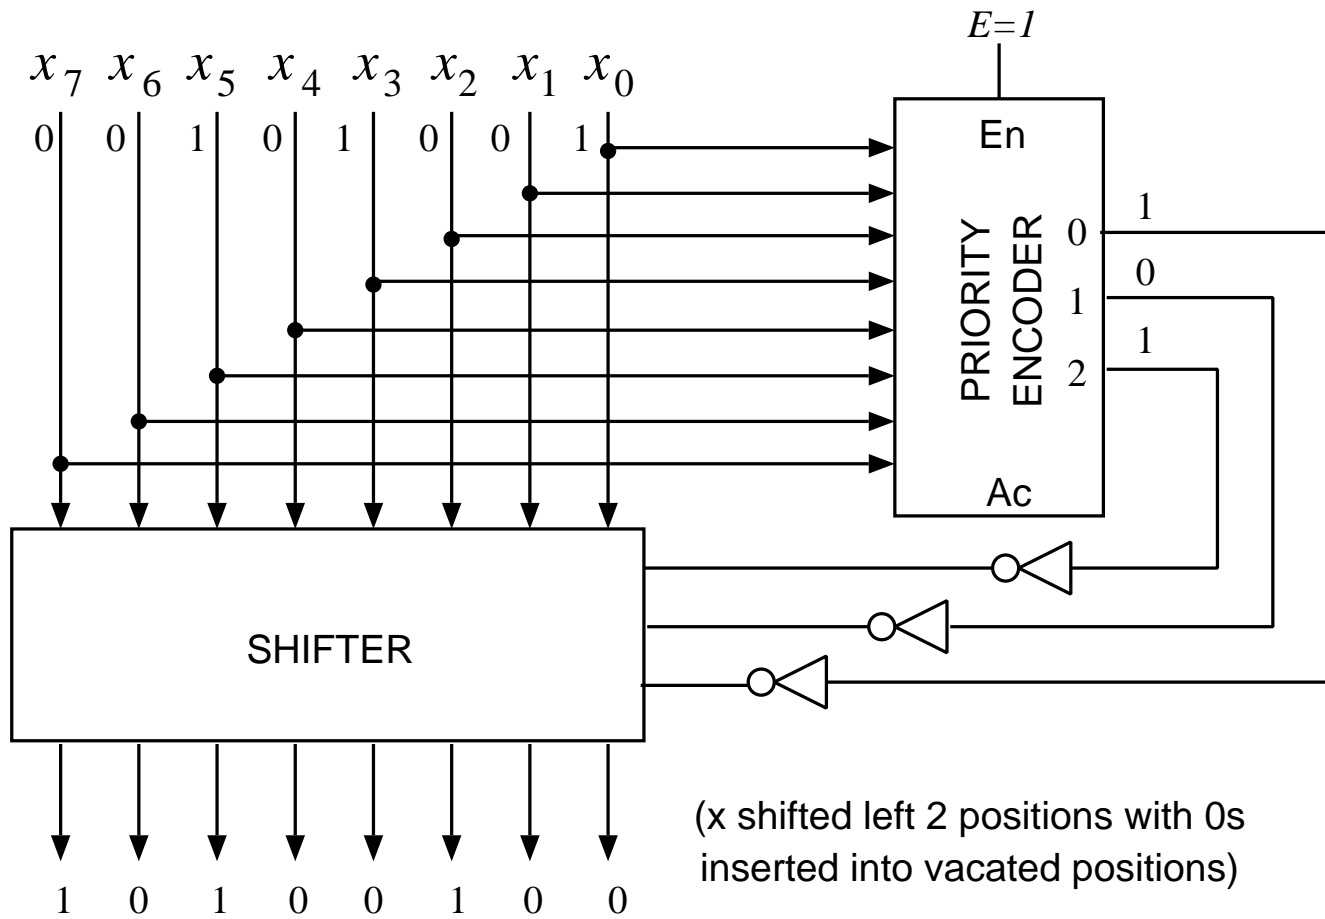 E=1
x7 x6 x5 x4 x3 x2 x1 x0
0 0 1 0 1 0 0 1
En
PRIORITY
ENCODER
0 1
1 0
2 1
Ac
SHIFTER
(x shifted left 2 positions with 0s
inserted into vacated positions)
1 0 1 0 0 1 0 0